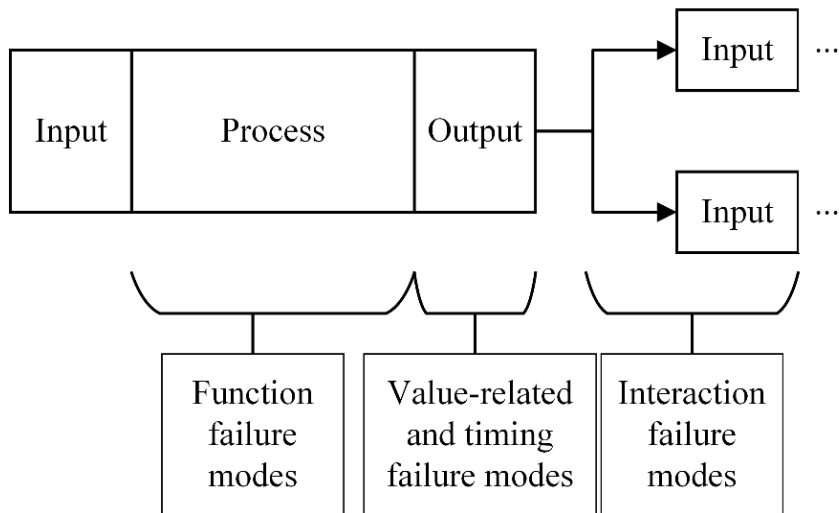 Input
...
Input
Process
Output
Input
...
Function
failure
modes
Value-related
and timing
failure modes
Interaction
failure
modes